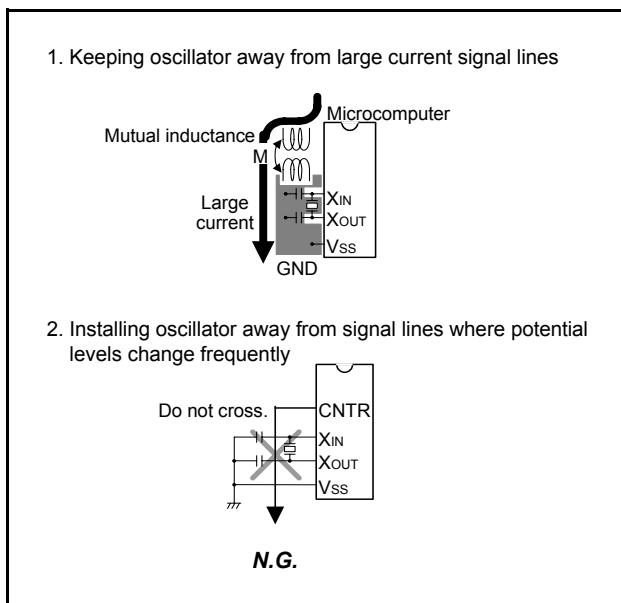 1. Keeping oscillator away from large current signal lines
Microcomputer
Mutual inductance
M
Large
current
XIN
XOUT
VSS
GND
2. Installing oscillator away from signal lines where potential
levels change frequently
Do not cross.
CNTR
XIN
XOUT
VSS
N.G.